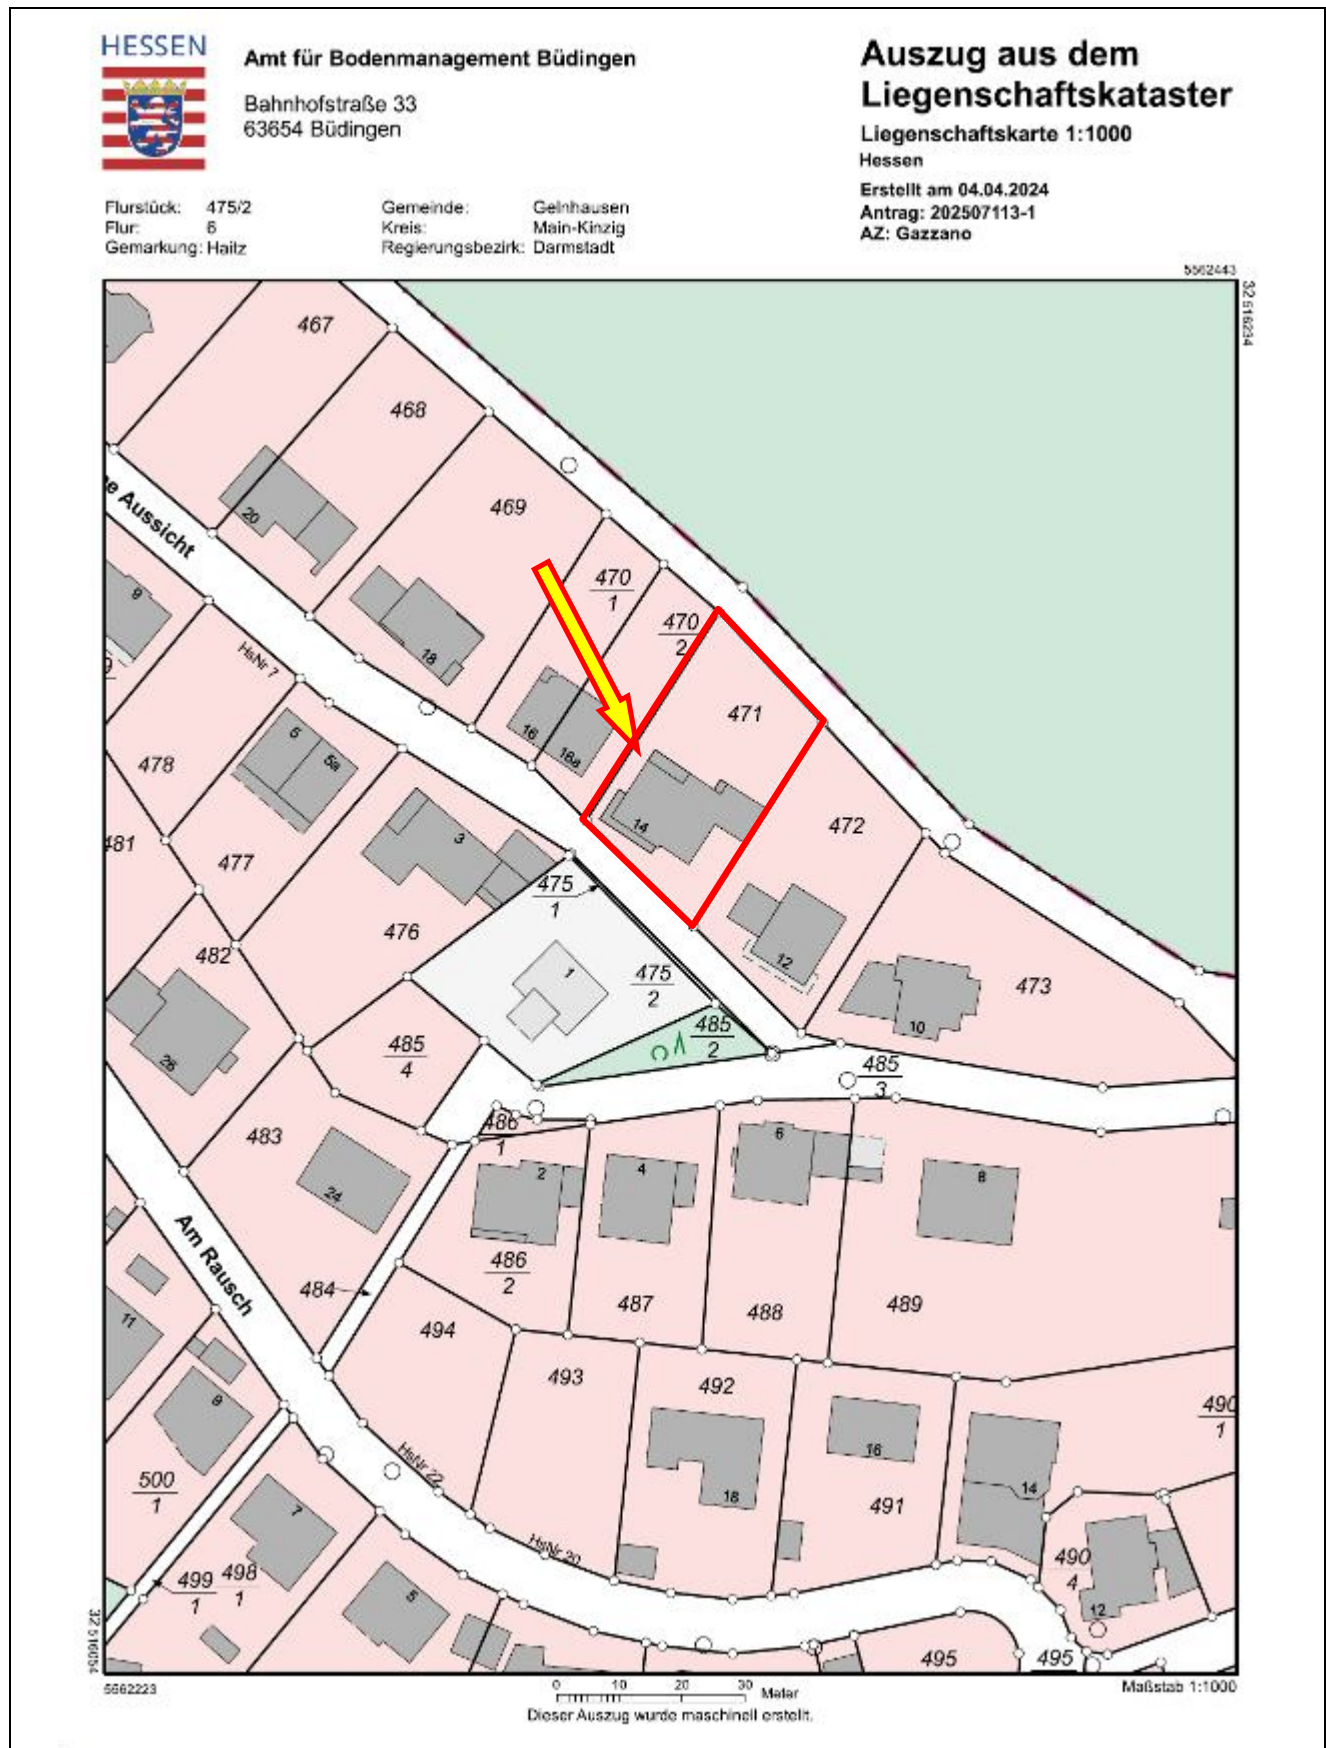 HESSEN
Amt für Bodenmanagement Büdingen
Bahnhofstraße 33
63654 Büdingen
Auszug aus dem
Liegenschaftskataster
Liegenschaftskarte 1:1000
Hessen
Erstellt am 04.04.2024
Antrag: 202507113-1
AZ: Gazzano
Flurstück: 475/2
Flur: 6
Gemarkung: Haitz
Gemeinde: Gelnhausen
Kreis: Main-Kinzig
Regierungsbezirk: Darmstadt
5562443
32 516234
467
468
469
20
e Aussicht
9
18
470
1
470
2
HsNr 7
471
16
16a
14
472
478
5
5a
481
477
3
475
1
476
482
1
475
2
12
473
10
26
485
4
485
2
485
3
483
24
486
1
2
4
6
8
Am Rausch
484
486
2
487
488
489
11
494
493
492
490
1
9
HsNr 22
16
18
14
491
500
1
7
HsNr 20
490
4
499
1
498
1
5
12
495
495
32 516054
5562223
0 10 20 30 Meter
Maßstab 1:1000
Dieser Auszug wurde maschinell erstellt.